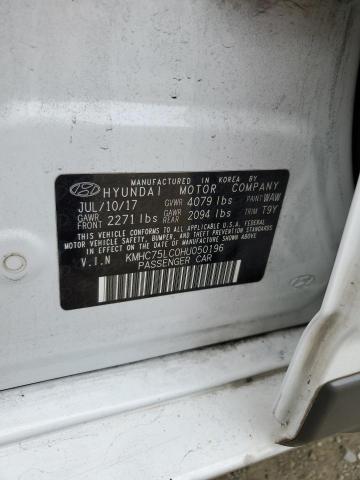 MANUFACTURED IN KOREA BY
HYUNDAI MOTOR COMPANY
JUL/10/17 GVWR 4079 lbs PAINT WAW
GAWR FRONT 2271 lbs GAWR REAR 2094 lbs TRIM T9Y
THIS VEHICLE CONFORMS TO ALL APPLICABLE U.S.A. FEDERAL
MOTOR VEHICLE SAFETY, BUMPER, AND THEFT PREVENTION
STANDARDS IN EFFECT ON THE DATE OF MANUFACTURE SHOWN ABOVE.
V.I.N KMHC75LC0HU050196
PASSENGER CAR